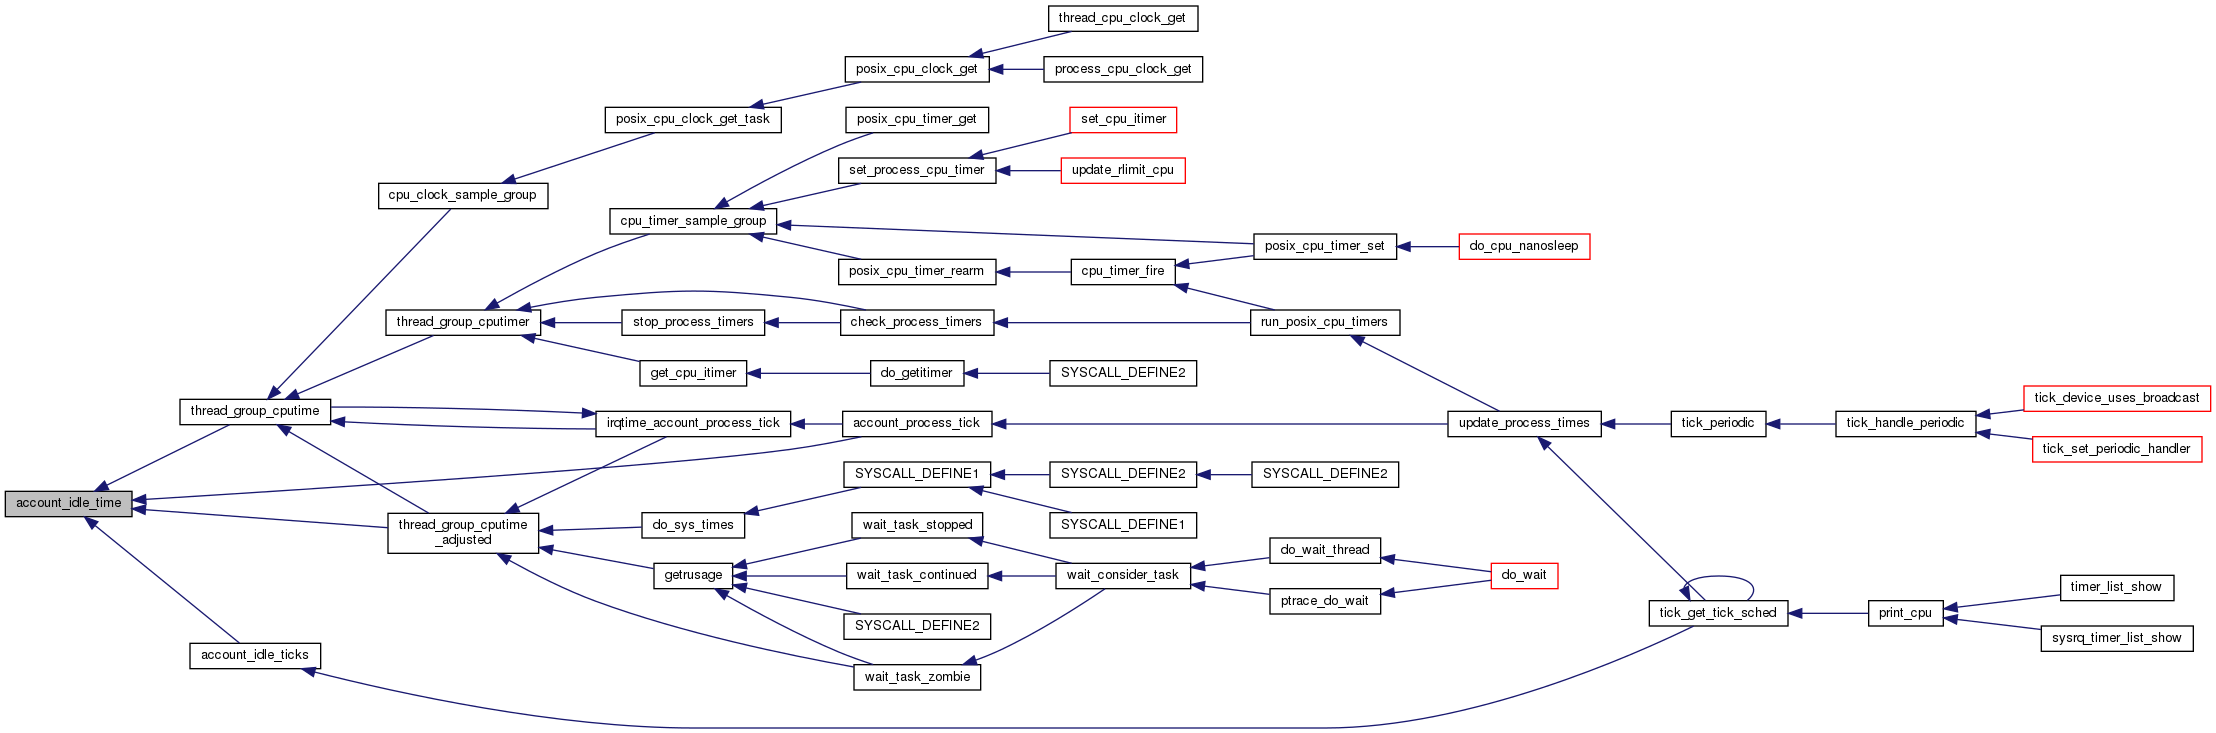 thread_cpu_clock_get
posix_cpu_clock_get
process_cpu_clock_get
posix_cpu_clock_get_task
posix_cpu_timer_get
set_cpu_itimer
set_process_cpu_timer
update_rlimit_cpu
cpu_clock_sample_group
cpu_timer_sample_group
posix_cpu_timer_set
do_cpu_nanosleep
posix_cpu_timer_rearm
cpu_timer_fire
thread_group_cputimer
stop_process_timers
check_process_timers
run_posix_cpu_timers
get_cpu_itimer
do_getitimer
SYSCALL_DEFINE2
tick_device_uses_broadcast
thread_group_cputime
irqtime_account_process_tick
account_process_tick
update_process_times
tick_periodic
tick_handle_periodic
tick_set_periodic_handler
SYSCALL_DEFINE1
SYSCALL_DEFINE2
SYSCALL_DEFINE2
account_idle_time
thread_group_cputime
_adjusted
do_sys_times
wait_task_stopped
SYSCALL_DEFINE1
do_wait_thread
getrusage
wait_task_continued
wait_consider_task
do_wait
ptrace_do_wait
timer_list_show
SYSCALL_DEFINE2
tick_get_tick_sched
print_cpu
sysrq_timer_list_show
account_idle_ticks
wait_task_zombie